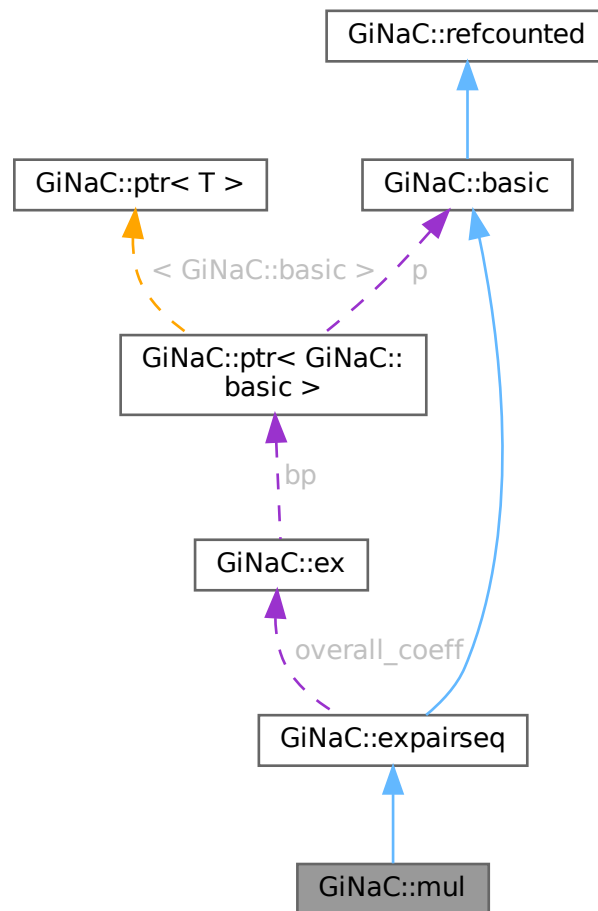 GiNaC::refcounted
GiNaC::ptr< T >
GiNaC::basic
< GiNaC::basic >
p
GiNaC::ptr< GiNaC::
basic >
bp
GiNaC::ex
overall_coeff
GiNaC::expairseq
GiNaC::mul